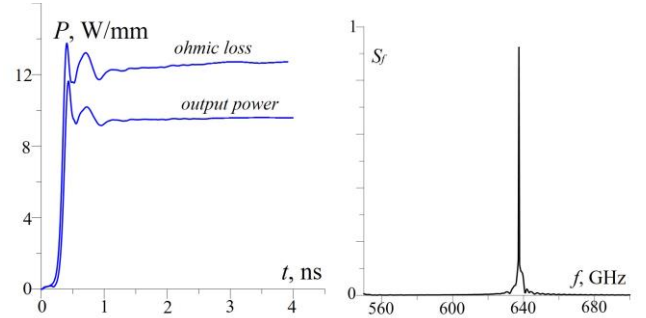 P, W/mm
ohmic loss
12
output power
8
4
t, ns
0
0
1
2
3
4
1
Sf
f, GHz
0
560
600
640
680